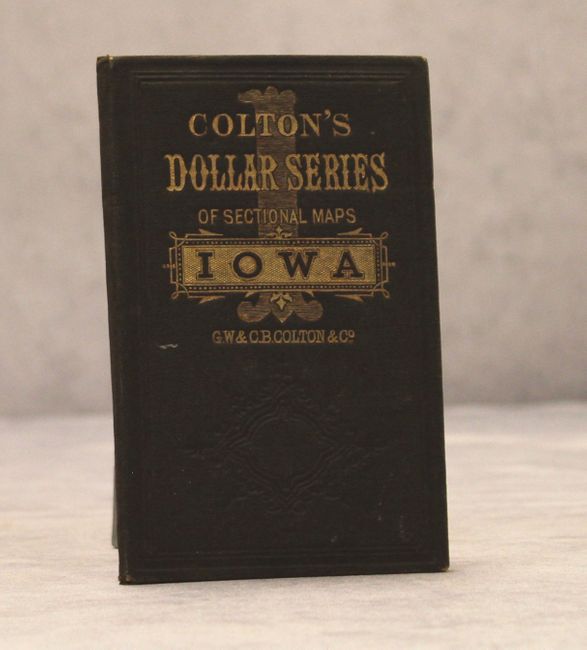 COLTON'S
DOLLAR SERIES
OF SECTIONAL MAPS
IOWA
G.W. & C.B. COLTON & Cº